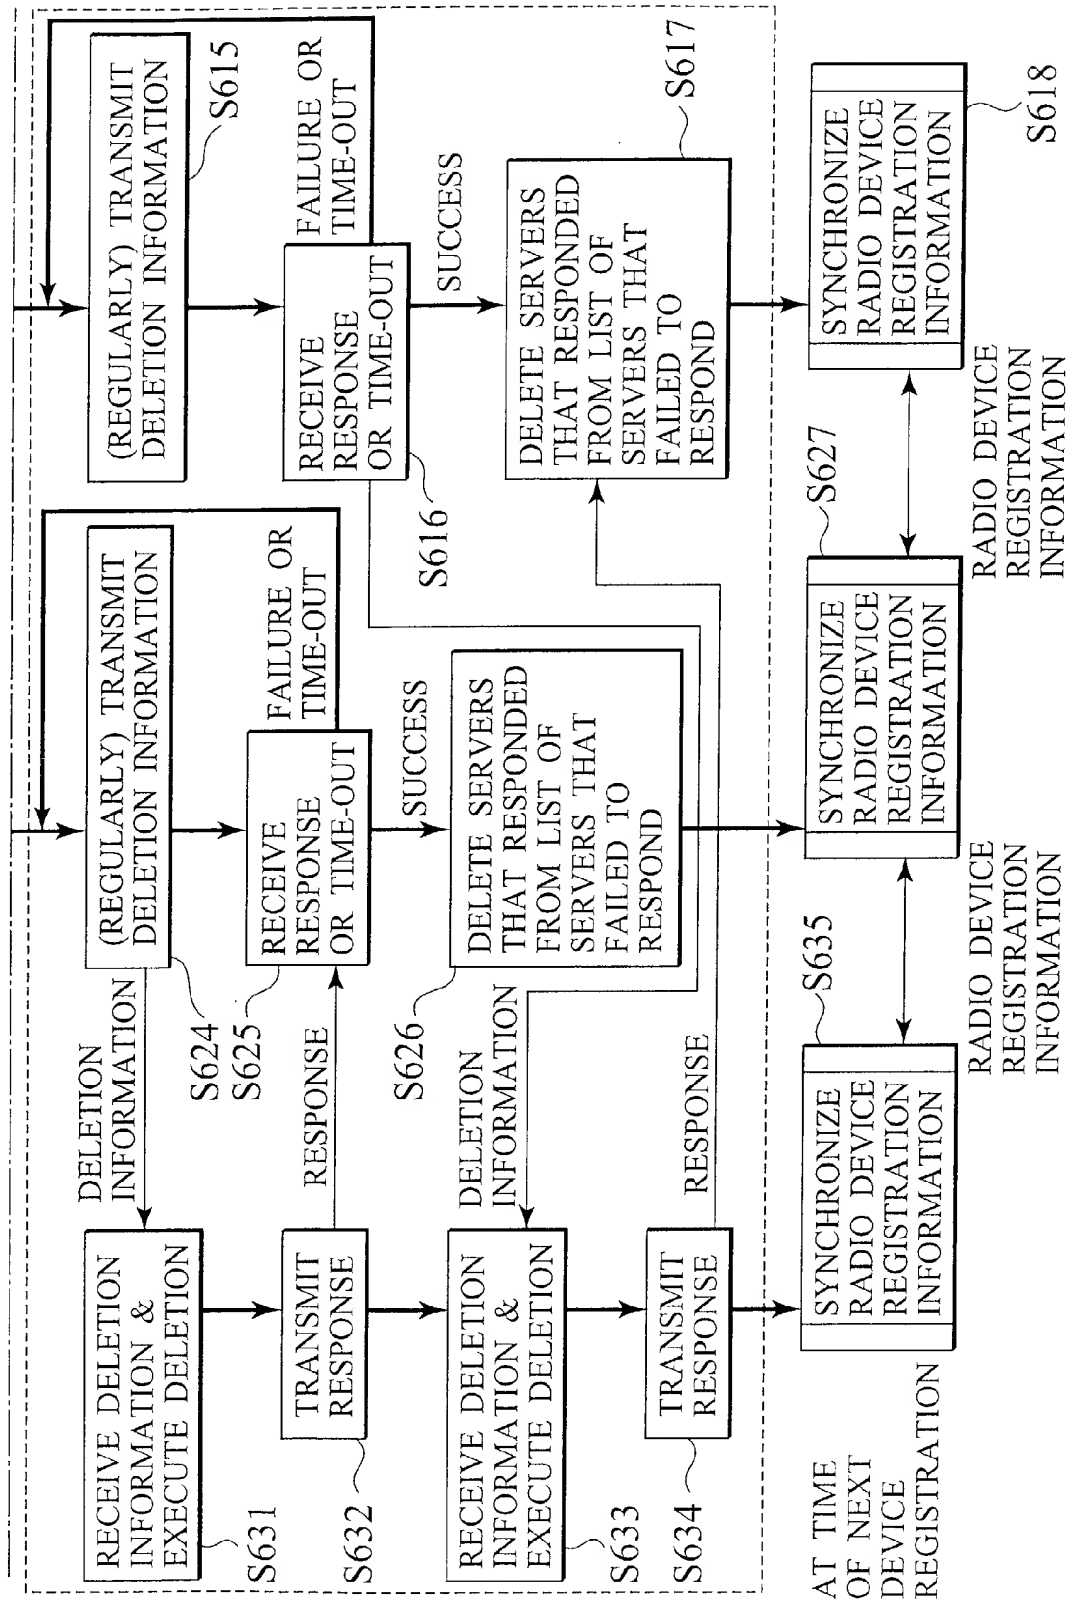 RECEIVE DELETION
INFORMATION &
EXECUTE DELETION
S631
DELETION
INFORMATION
(REGULARLY) TRANSMIT
DELETION INFORMATION
S624
(REGULARLY) TRANSMIT
DELETION INFORMATION
S615
TRANSMIT
RESPONSE
S632
RESPONSE
RECEIVE
RESPONSE
OR TIME-OUT
S625
FAILURE OR
TIME-OUT
RECEIVE
RESPONSE
OR TIME-OUT
S616
FAILURE OR
TIME-OUT
SUCCESS
SUCCESS
RECEIVE DELETION
INFORMATION &
EXECUTE DELETION
S633
DELETION
INFORMATION
DELETE SERVERS
THAT RESPONDED
FROM LIST OF
SERVERS THAT
FAILED TO
RESPOND
S626
DELETE SERVERS
THAT RESPONDED
FROM LIST OF
SERVERS THAT
FAILED TO
RESPOND
S617
TRANSMIT
RESPONSE
S634
RESPONSE
AT TIME
OF NEXT
DEVICE
REGISTRATION
SYNCHRONIZE
RADIO DEVICE
REGISTRATION
INFORMATION
S635
RADIO DEVICE
REGISTRATION
INFORMATION
SYNCHRONIZE
RADIO DEVICE
REGISTRATION
INFORMATION
S627
RADIO DEVICE
REGISTRATION
INFORMATION
SYNCHRONIZE
RADIO DEVICE
REGISTRATION
INFORMATION
S618